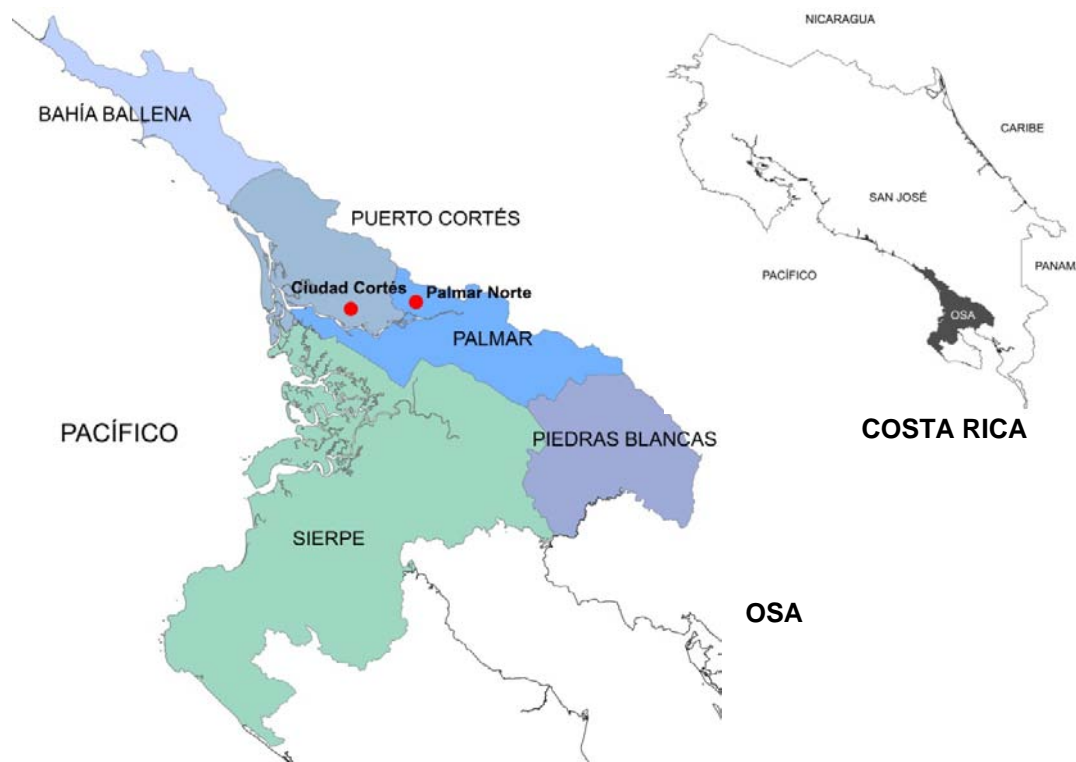 BAHÍA BALLENA
PUERTO CORTÉS
Ciudad Cortés
Palmar Norte
PALMAR
PACÍFICO
PIEDRAS BLANCAS
SIERPE
OSA
NICARAGUA
CARIBE
SAN JOSÉ
PACÍFICO
PANAM
OSA
COSTA RICA